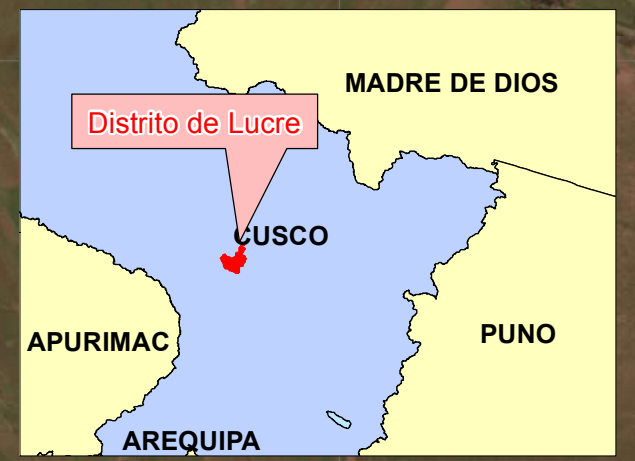 MADRE DE DIOS
Distrito de Lucre
CUSCO
APURIMAC
PUNO
AREQUIPA